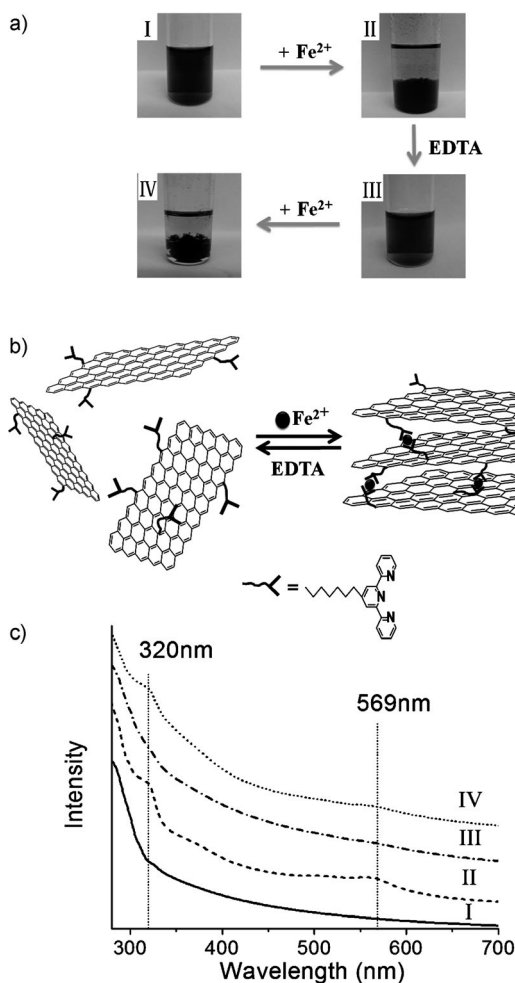 a)
I
+ Fe²⁺
II
EDTA
IV
+ Fe²⁺
III
b)
Fe²⁺
EDTA
=
N
N
N
c)
320nm
569nm
Intensity
IV
III
II
I
300 400 500 600 700
Wavelength (nm)